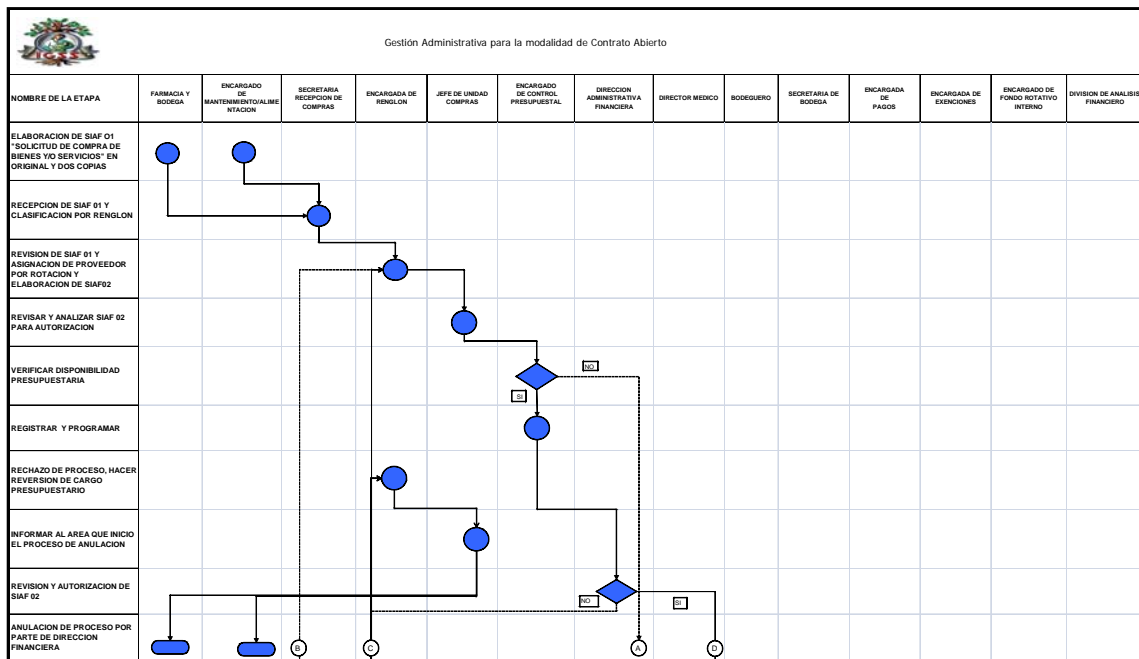 IGSS
Gestión Administrativa para la modalidad de Contrato Abierto
NOMBRE DE LA ETAPA
FARMACIA Y
BODEGA
ENCARGADO
DE
MANTENIMIENTO/ALIME
NTACION
SECRETARIA
RECEPCION DE
COMPRAS
ENCARGADA DE
RENGLON
JEFE DE UNIDAD
COMPRAS
ENCARGADO
DE CONTROL
PRESUPUESTAL
DIRECCION
ADMINISTRATIVA
FINANCIERA
DIRECTOR MEDICO
BODEGUERO
SECRETARIA DE
BODEGA
ENCARGADA
DE
PAGOS
ENCARGADA DE
EXENCIONES
ENCARGADO DE
FONDO ROTATIVO
INTERNO
DIVISION DE ANALISIS
FINANCIERO
ELABORACION DE SIAF O1
"SOLICITUD DE COMPRA DE
BIENES Y/O SERVICIOS" EN
ORIGINAL Y DOS COPIAS
RECEPCION DE SIAF 01 Y
CLASIFICACION POR RENGLON
REVISION DE SIAF 01 Y
ASIGNACION DE PROVEEDOR
POR ROTACION Y
ELABORACION DE SIAF02
REVISAR Y ANALIZAR SIAF 02
PARA AUTORIZACION
VERIFICAR DISPONIBILIDAD
PRESUPUESTARIA
NO
SI
REGISTRAR Y PROGRAMAR
RECHAZO DE PROCESO, HACER
REVERSION DE CARGO
PRESUPUESTARIO
INFORMAR AL AREA QUE INICIO
EL PROCESO DE ANULACION
REVISION Y AUTORIZACION DE
SIAF 02
NO
SI
ANULACION DE PROCESO POR
PARTE DE DIRECCION
FINANCIERA
B
C
A
D